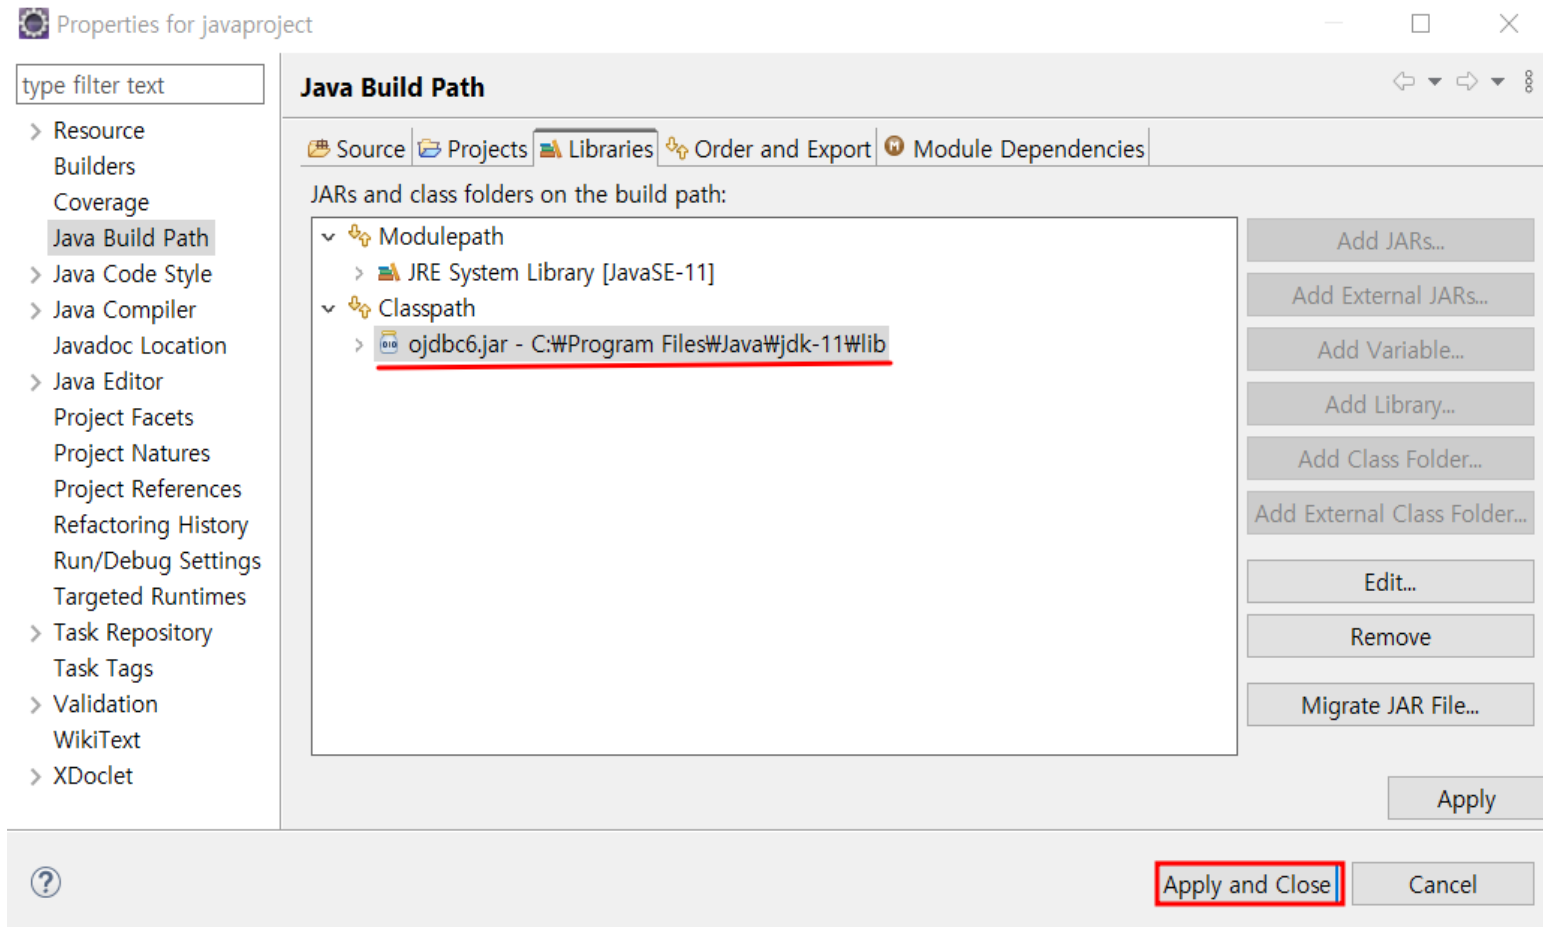 Properties for javaproject
type filter text
Resource
Builders
Coverage
Java Build Path
Java Code Style
Java Compiler
Javadoc Location
Java Editor
Project Facets
Project Natures
Project References
Refactoring History
Run/Debug Settings
Targeted Runtimes
Task Repository
Task Tags
Validation
WikiText
XDoclet
Java Build Path
Source Projects Libraries Order and Export Module Dependencies
JARs and class folders on the build path:
Modulepath
JRE System Library [JavaSE-11]
Classpath
ojdbc6.jar - C:₩Program Files₩Java₩jdk-11₩lib
Add JARs...
Add External JARs...
Add Variable...
Add Library...
Add Class Folder...
Add External Class Folder...
Edit...
Remove
Migrate JAR File...
Apply
Apply and Close
Cancel